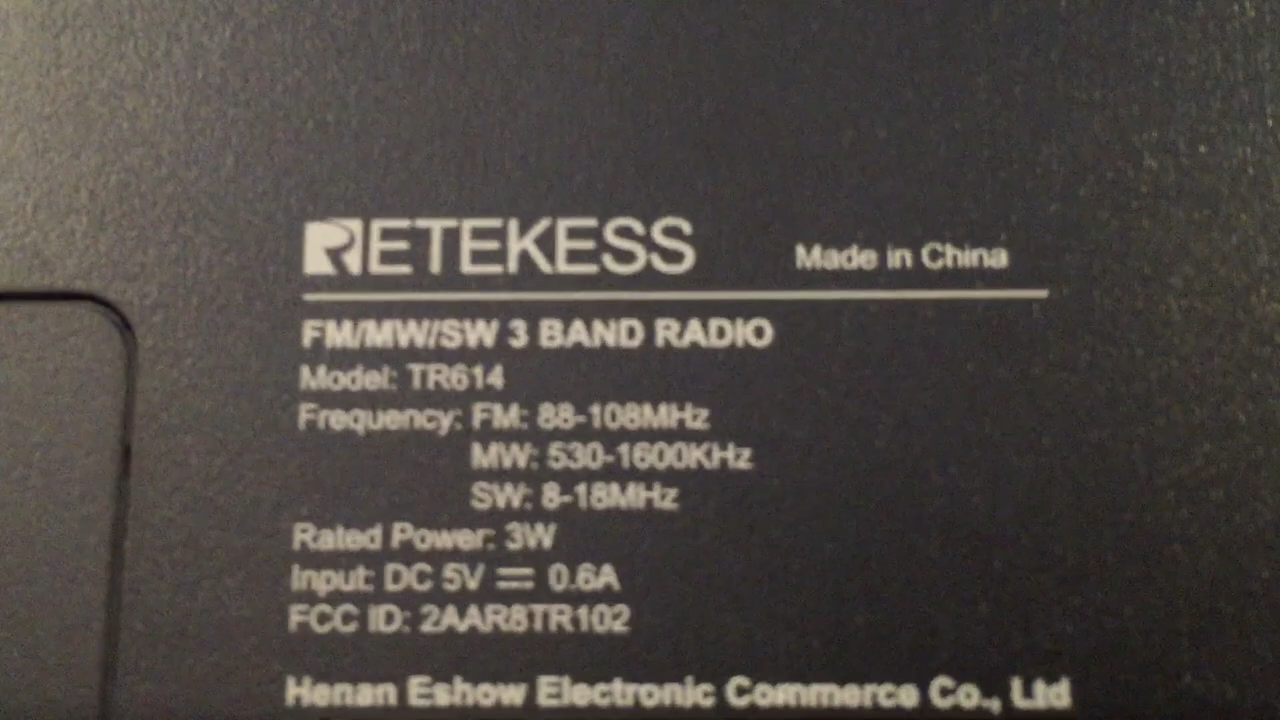 RETEKESS Made in China
FM/MW/SW 3 BAND RADIO
Model: TR614
Frequency: FM: 88-108MHz
MW: 530-1600KHz
SW: 8-18MHz
Rated Power: 3W
Input: DC 5V ⎓ 0.6A
FCC ID: 2AAR8TR102
Henan Eshow Electronic Commerce Co., Ltd